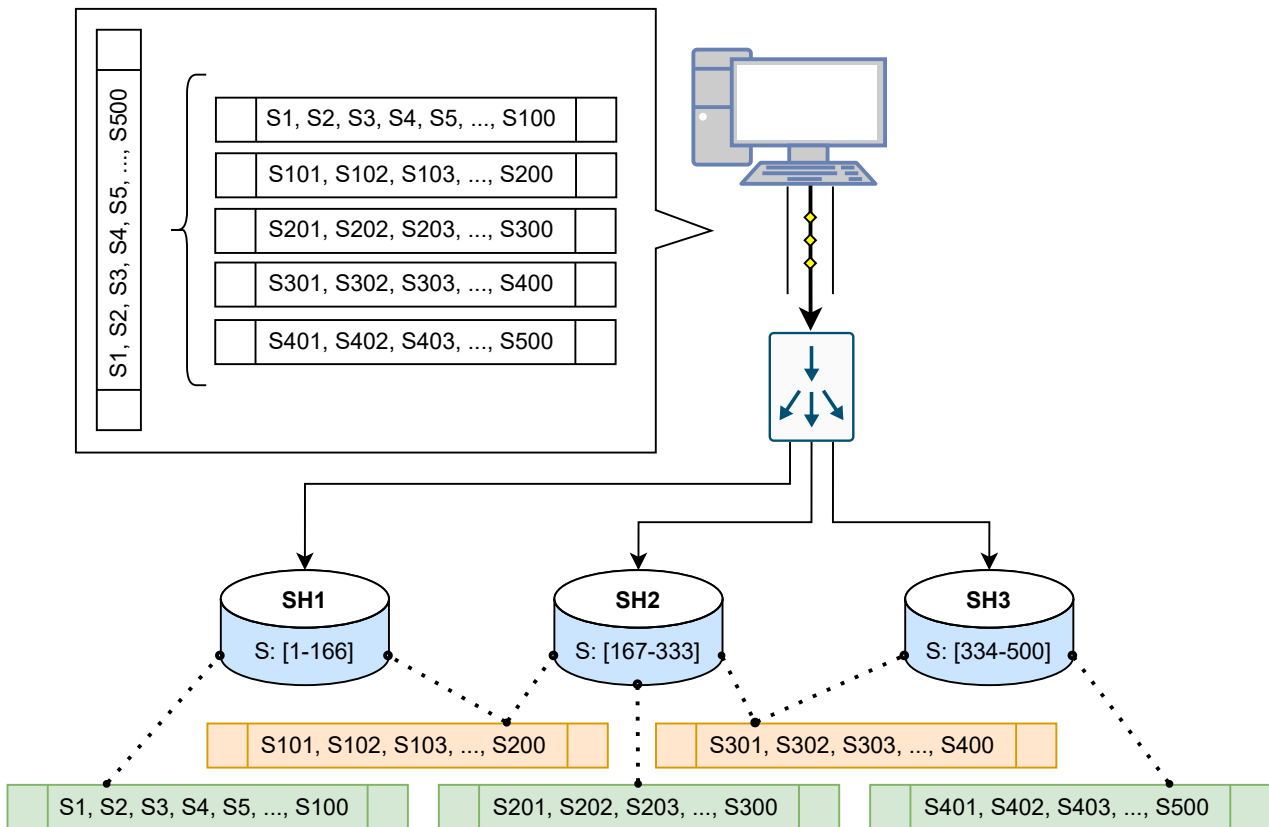 S1, S2, S3, S4, S5, ..., S500
S1, S2, S3, S4, S5, ..., S100
S101, S102, S103, ..., S200
S201, S202, S203, ..., S300
S301, S302, S303, ..., S400
S401, S402, S403, ..., S500
SH1
S: [1-166]
SH2
S: [167-333]
SH3
S: [334-500]
S101, S102, S103, ..., S200
S301, S302, S303, ..., S400
S1, S2, S3, S4, S5, ..., S100
S201, S202, S203, ..., S300
S401, S402, S403, ..., S500